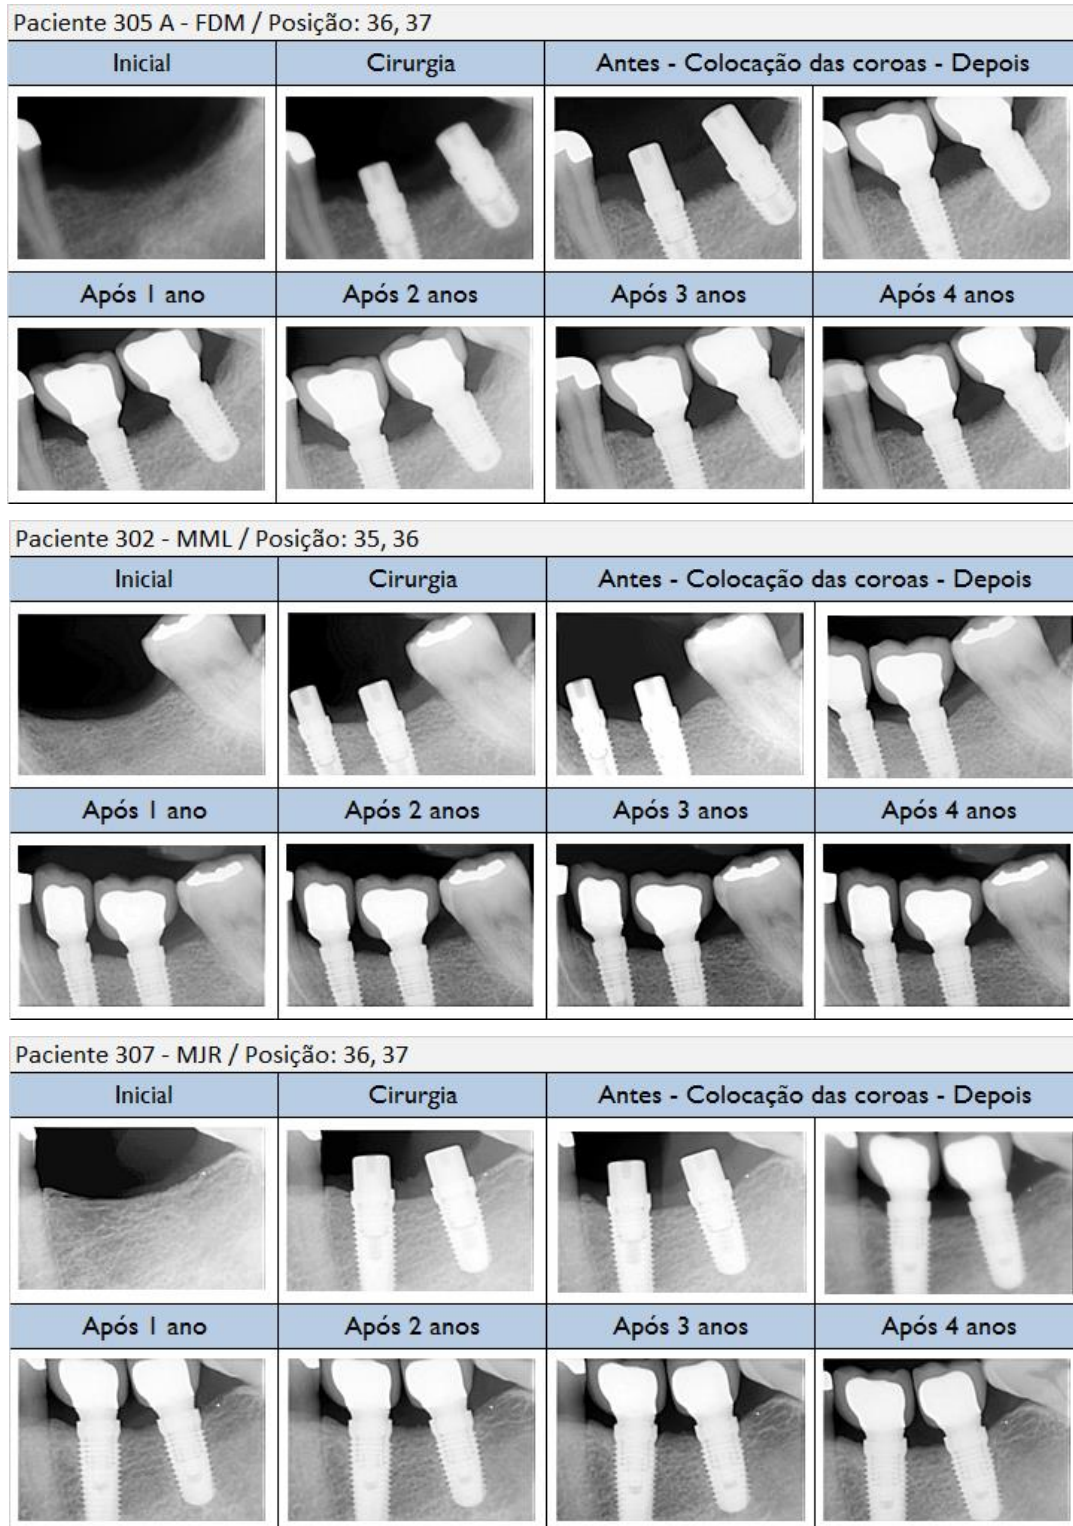 Paciente 305 A - FDM / Posição: 36, 37
Inicial Cirurgia Antes - Colocação das coroas - Depois
Após 1 ano Após 2 anos Após 3 anos Após 4 anos
Paciente 302 - MML / Posição: 35, 36
Inicial Cirurgia Antes - Colocação das coroas - Depois
Após 1 ano Após 2 anos Após 3 anos Após 4 anos
Paciente 307 - MJR / Posição: 36, 37
Inicial Cirurgia Antes - Colocação das coroas - Depois
Após 1 ano Após 2 anos Após 3 anos Após 4 anos